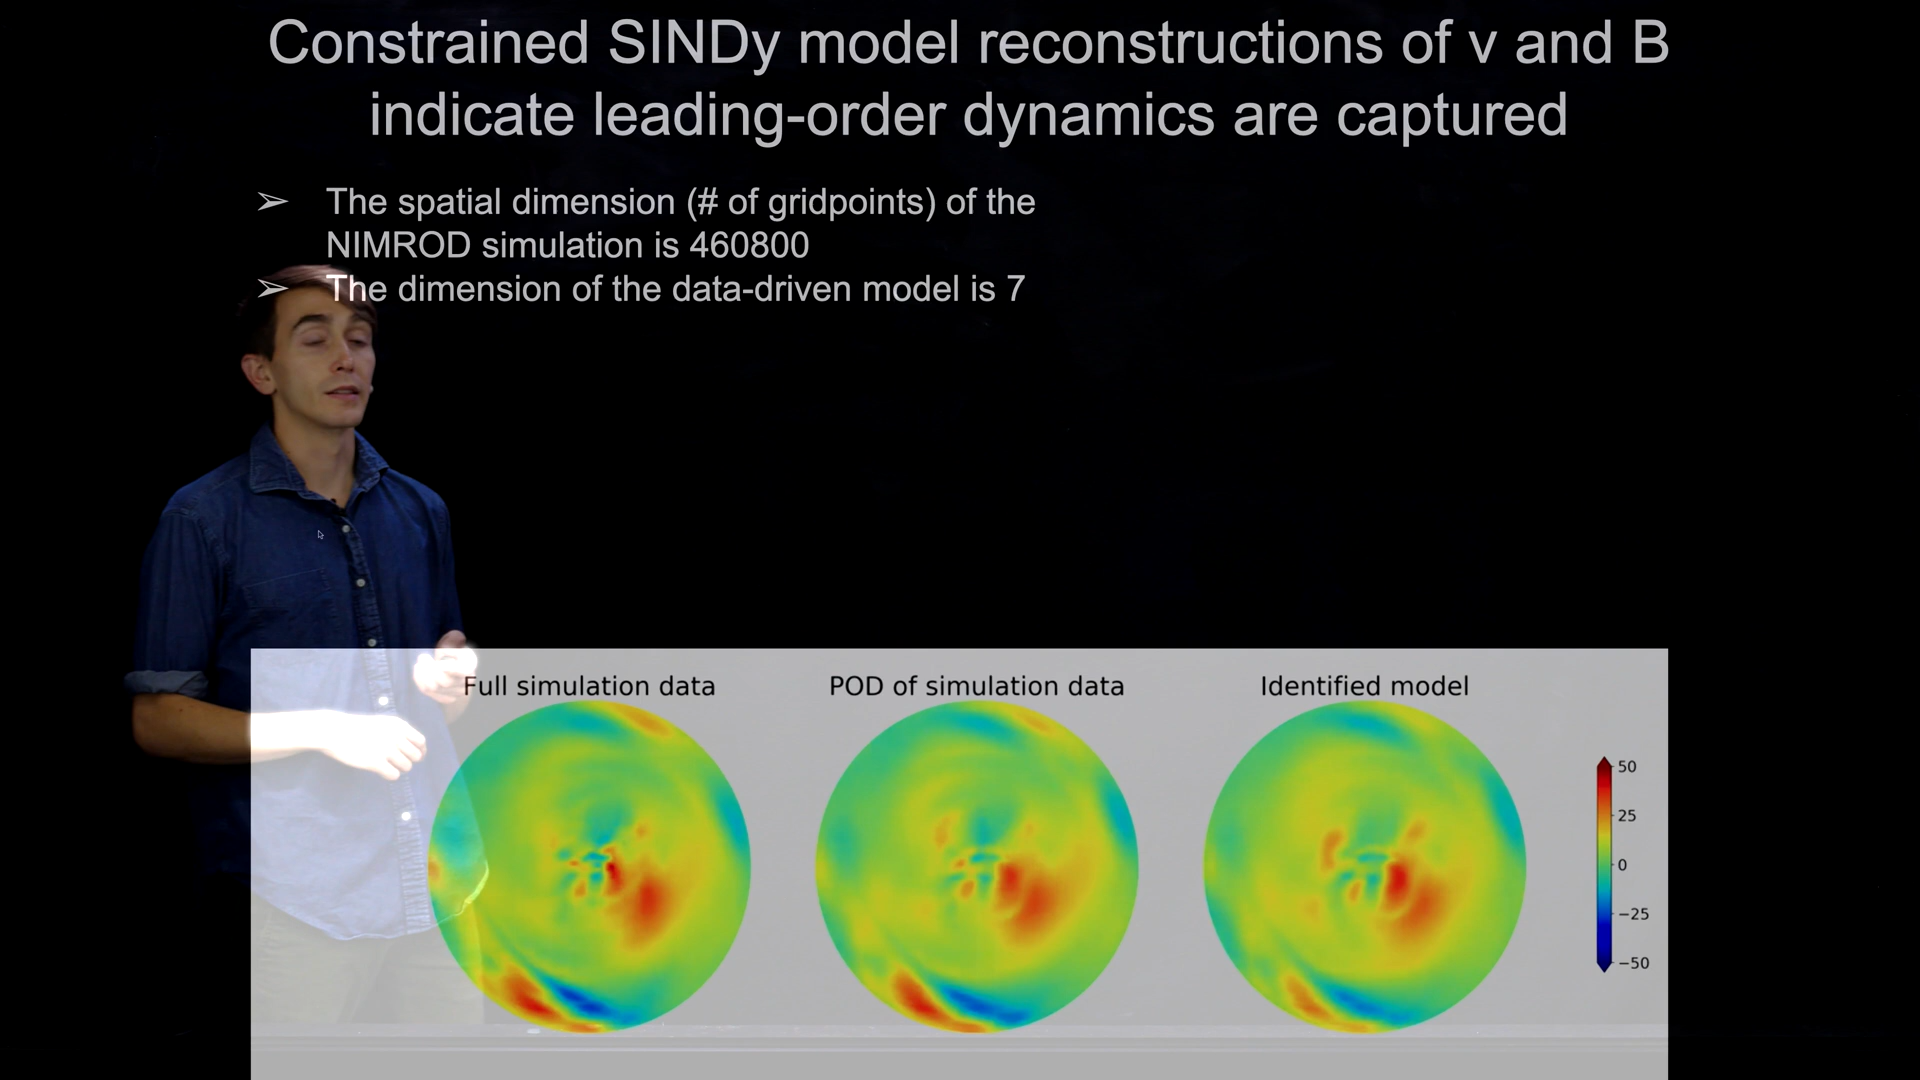 Constrained SINDy model reconstructions of v and B
indicate leading-order dynamics are captured
➢ The spatial dimension (# of gridpoints) of the
NIMROD simulation is 460800
➢ The dimension of the data-driven model is 7
Full simulation data
POD of simulation data
Identified model
50
25
0
−25
−50